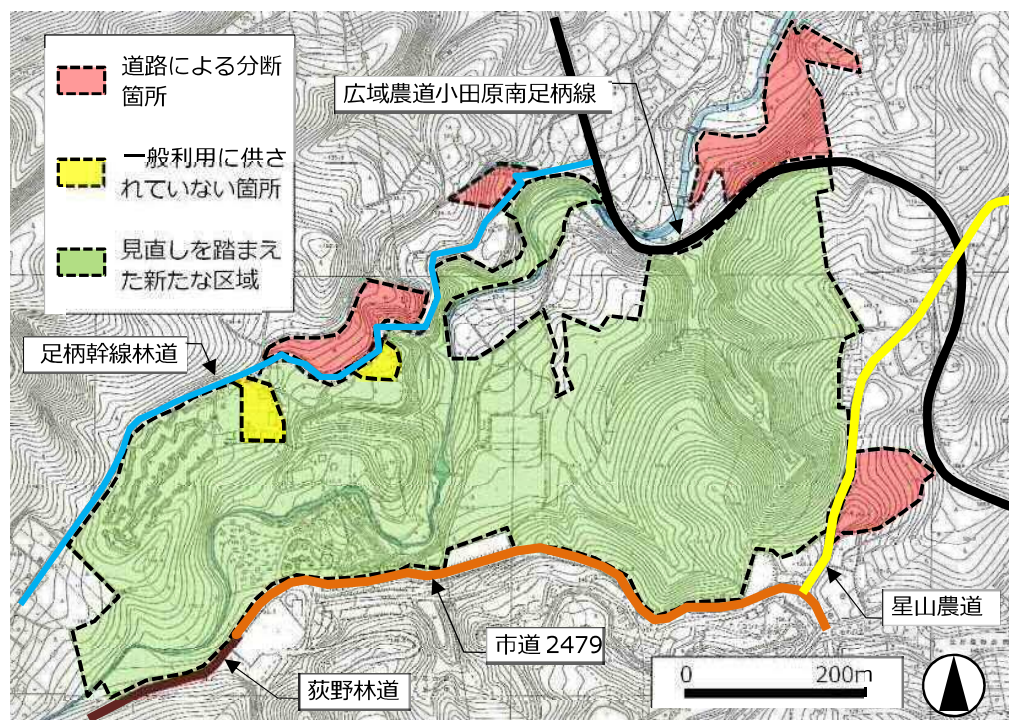 道路による分断
箇所
一般利用に供さ
れていない箇所
見直しを踏まえ
た新たな区域
広域農道小田原南足柄線
足柄幹線林道
星山農道
市道 2479
荻野林道
0 200m